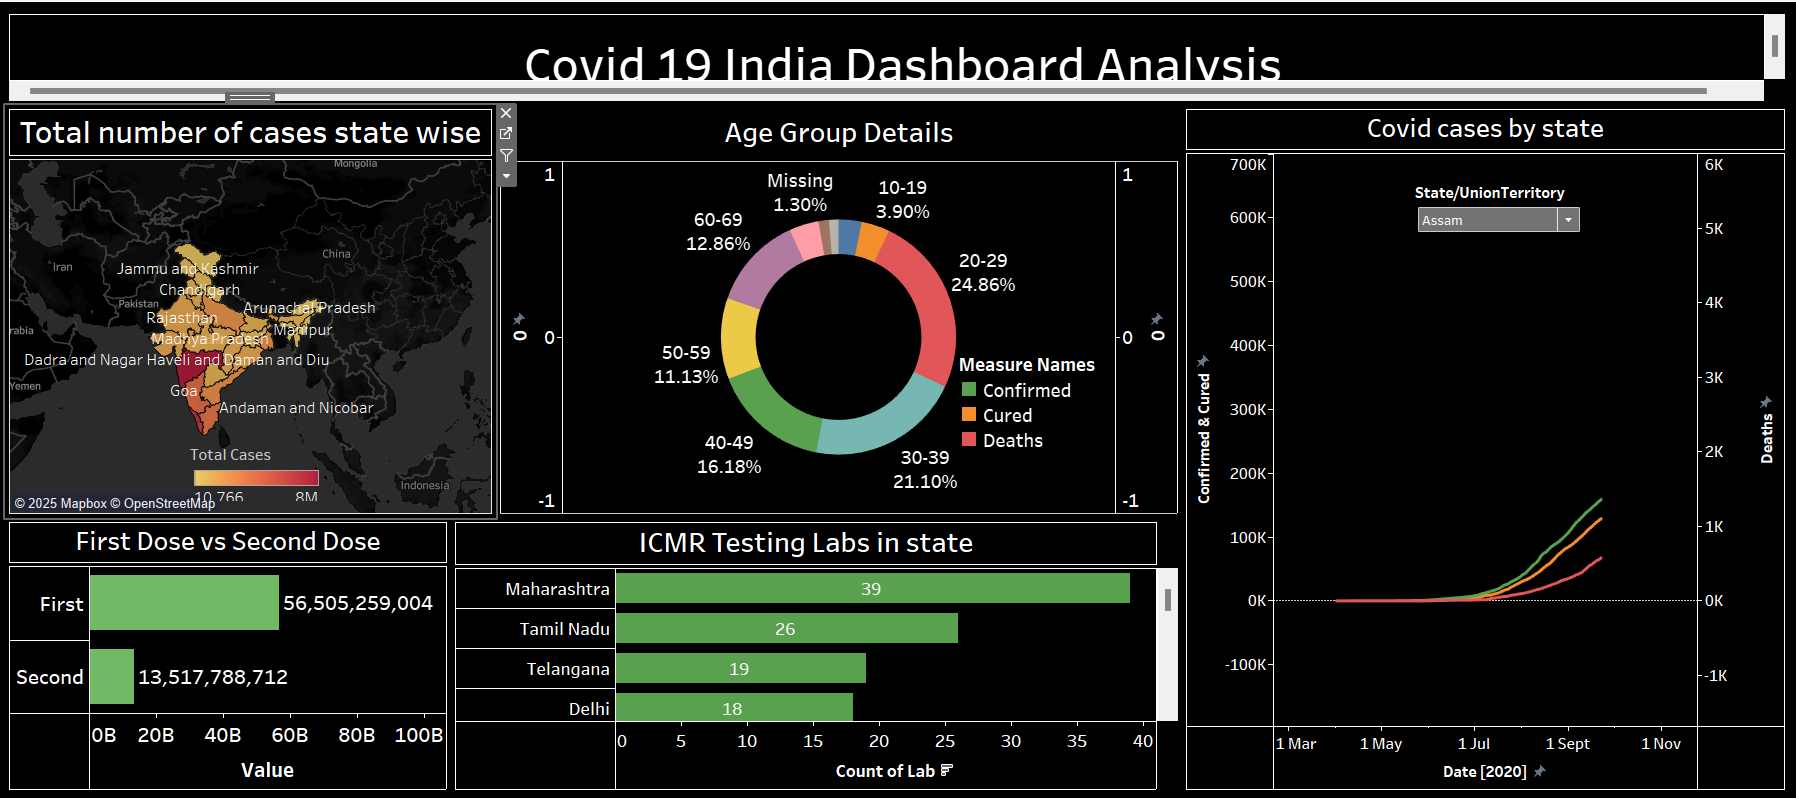 Covid 19 India Dashboard Analysis
Total number of cases state wise
Mongolia
China
Iran
Pakistan
rabia
Yemen
Indonesia
Jammu and Kashmir
Chandigarh
Arunachal Pradesh
Rajasthan
Manipur
Madhya Pradesh
Dadra and Nagar Haveli and Daman and Diu
Goa
Andaman and Nicobar
Total Cases
10,766 8M
© 2025 Mapbox © OpenStreetMap
Age Group Details
1
0
-1
0
Missing
1.30%
10-19
3.90%
60-69
12.86%
20-29
24.86%
50-59
11.13%
40-49
16.18%
30-39
21.10%
Measure Names
Confirmed
Cured
Deaths
1
0
-1
0
Covid cases by state
State/UnionTerritory
Assam
700K
600K
500K
400K
300K
200K
100K
0K
-100K
Confirmed & Cured
6K
5K
4K
3K
2K
1K
0K
-1K
Deaths
1 Mar 1 May 1 Jul 1 Sept 1 Nov
Date [2020]
First Dose vs Second Dose
First 56,505,259,004
Second 13,517,788,712
0B 20B 40B 60B 80B 100B
Value
ICMR Testing Labs in state
Maharashtra 39
Tamil Nadu 26
Telangana 19
Delhi 18
0 5 10 15 20 25 30 35 40
Count of Lab